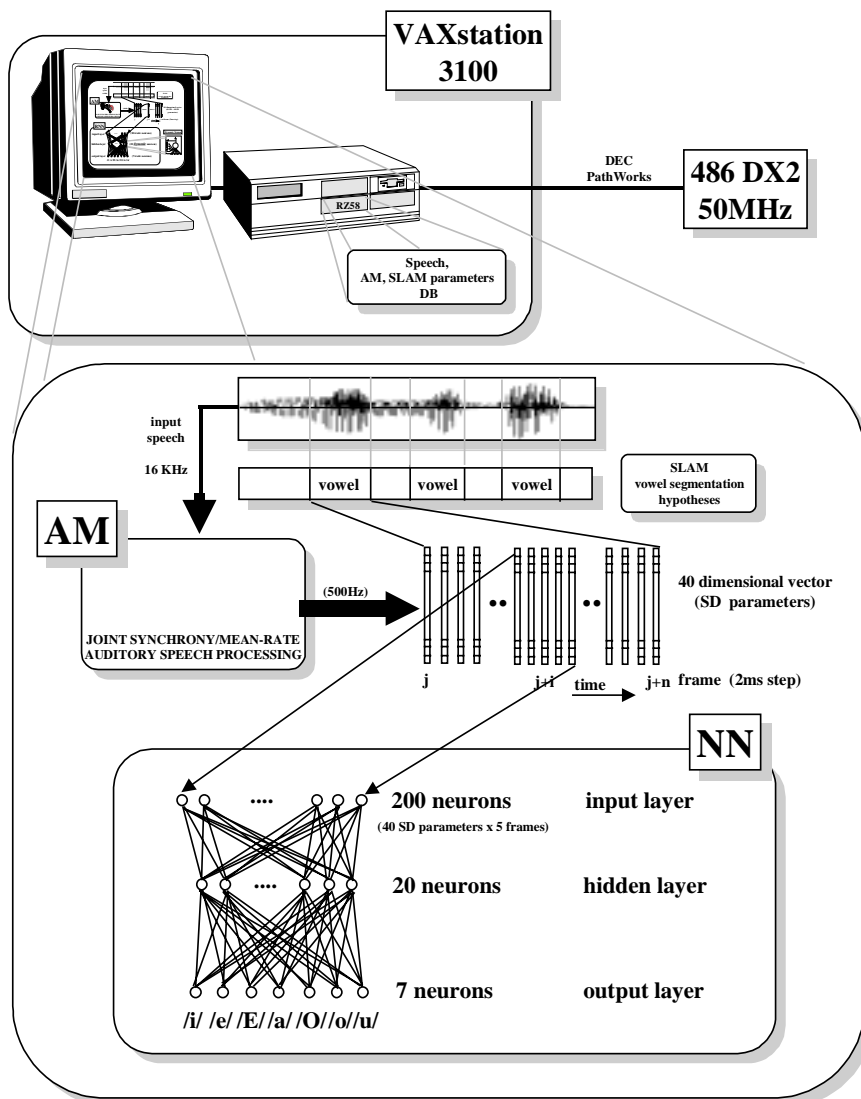 VAXstation
3100
DEC
PathWorks
486 DX2
50MHz
RZ58
Speech,
AM, SLAM parameters
DB
input
speech
16 KHz
vowel vowel vowel
SLAM
vowel segmentation
hypotheses
AM
(500Hz)
40 dimensional vector
(SD parameters)
JOINT SYNCHRONY/MEAN-RATE
AUDITORY SPEECH PROCESSING
j j+i time j+n frame (2ms step)
NN
.... 200 neurons input layer
(40 SD parameters x 5 frames)
.... 20 neurons hidden layer
7 neurons output layer
/i/ /e/ /E/ /a/ /O/ /o/ /u/